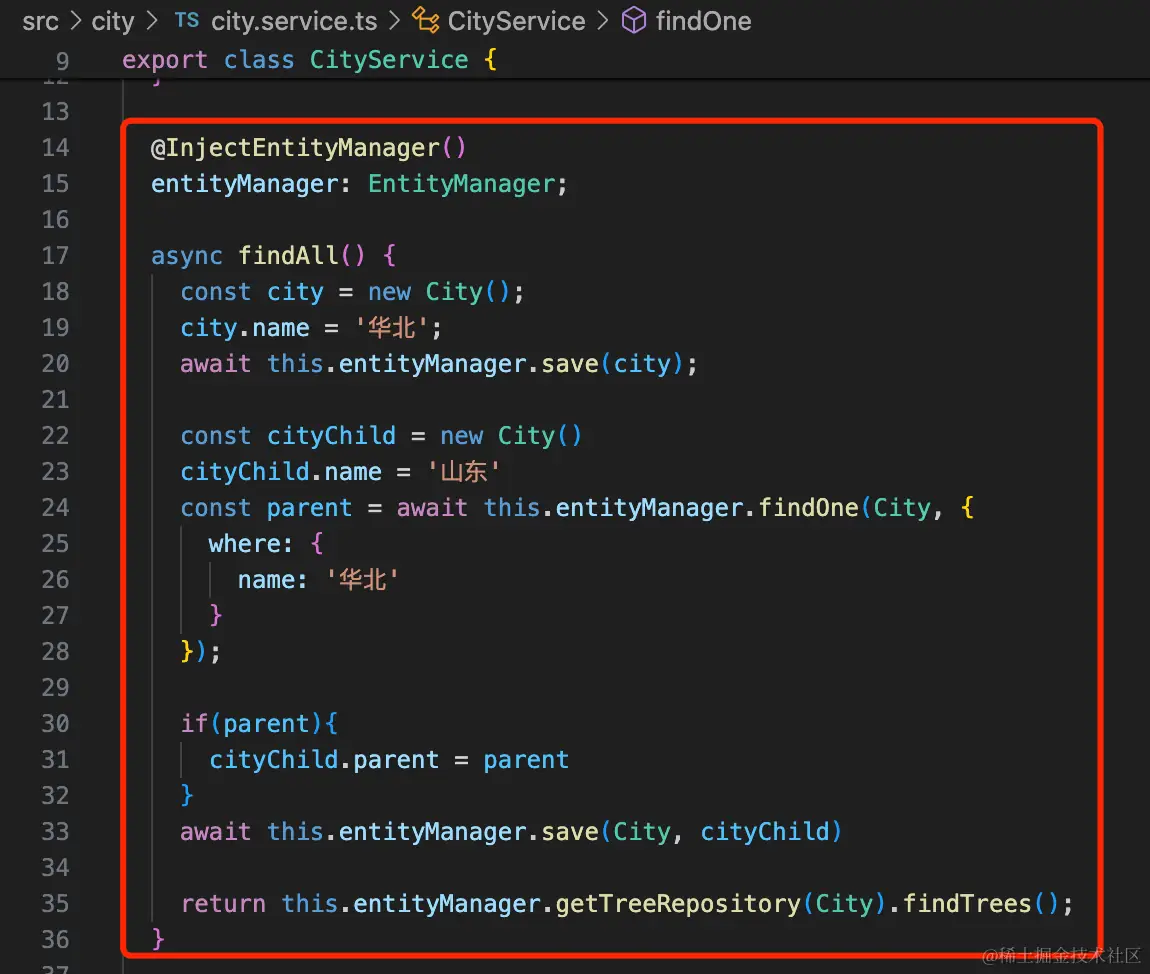 src > city > TS city.service.ts > CityService > findOne
9 export class CityService {
12 }
13
14 @InjectEntityManager()
15 entityManager: EntityManager;
16
17 async findAll() {
18 const city = new City();
19 city.name = '华北';
20 await this.entityManager.save(city);
21
22 const cityChild = new City()
23 cityChild.name = '山东'
24 const parent = await this.entityManager.findOne(City, {
25 where: {
26 name: '华北'
27 }
28 });
29
30 if(parent){
31 cityChild.parent = parent
32 }
33 await this.entityManager.save(City, cityChild)
34
35 return this.entityManager.getTreeRepository(City).findTrees();
36 }
37
@稀土掘金技术社区